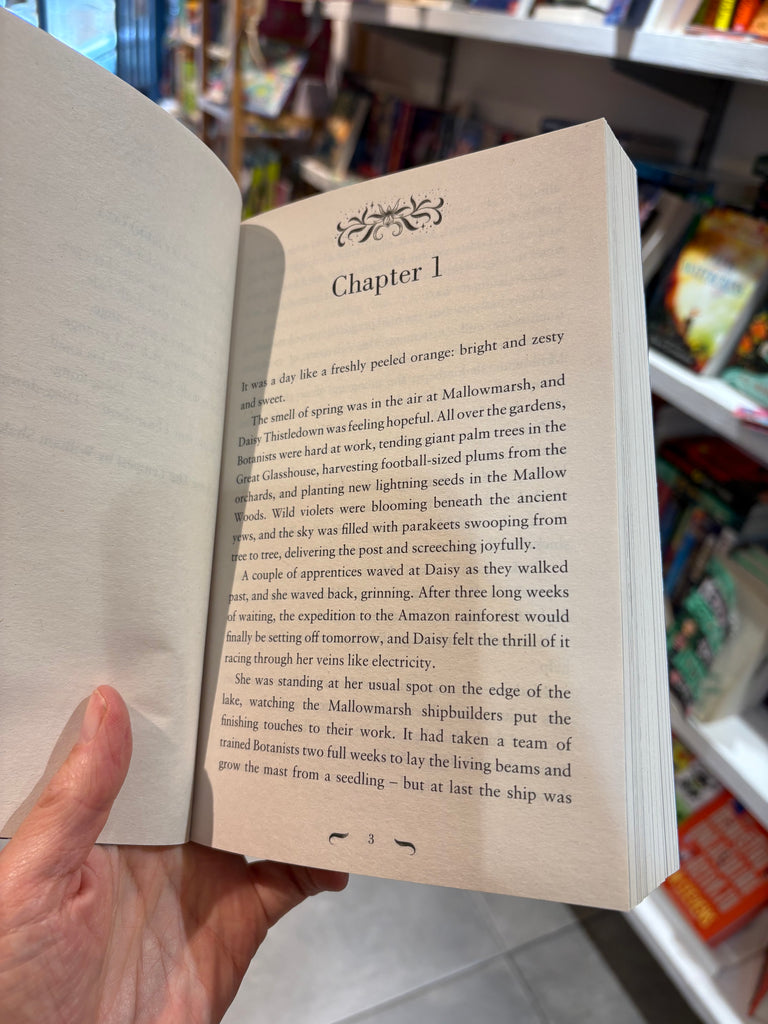 Chapter 1
It was a day like a freshly peeled orange: bright and zesty
and sweet.
The smell of spring was in the air at Mallowmarsh, and
Daisy Thistledown was feeling hopeful. All over the gardens,
Botanists were hard at work, tending giant palm trees in the
Great Glasshouse, harvesting football-sized plums from the
orchards, and planting new lightning seeds in the Mallow
Woods. Wild violets were blooming beneath the ancient
yews, and the sky was filled with parakeets swooping from
tree to tree, delivering the post and screeching joyfully.
A couple of apprentices waved at Daisy as they walked
past, and she waved back, grinning. After three long weeks
of waiting, the expedition to the Amazon rainforest would
finally be setting off tomorrow, and Daisy felt the thrill of it
racing through her veins like electricity.
She was standing at her usual spot on the edge of the
lake, watching the Mallowmarsh shipbuilders put the
finishing touches to their work. It had taken a team of
trained Botanists two full weeks to lay the living beams and
grow the mast from a seedling – but at last the ship was
3